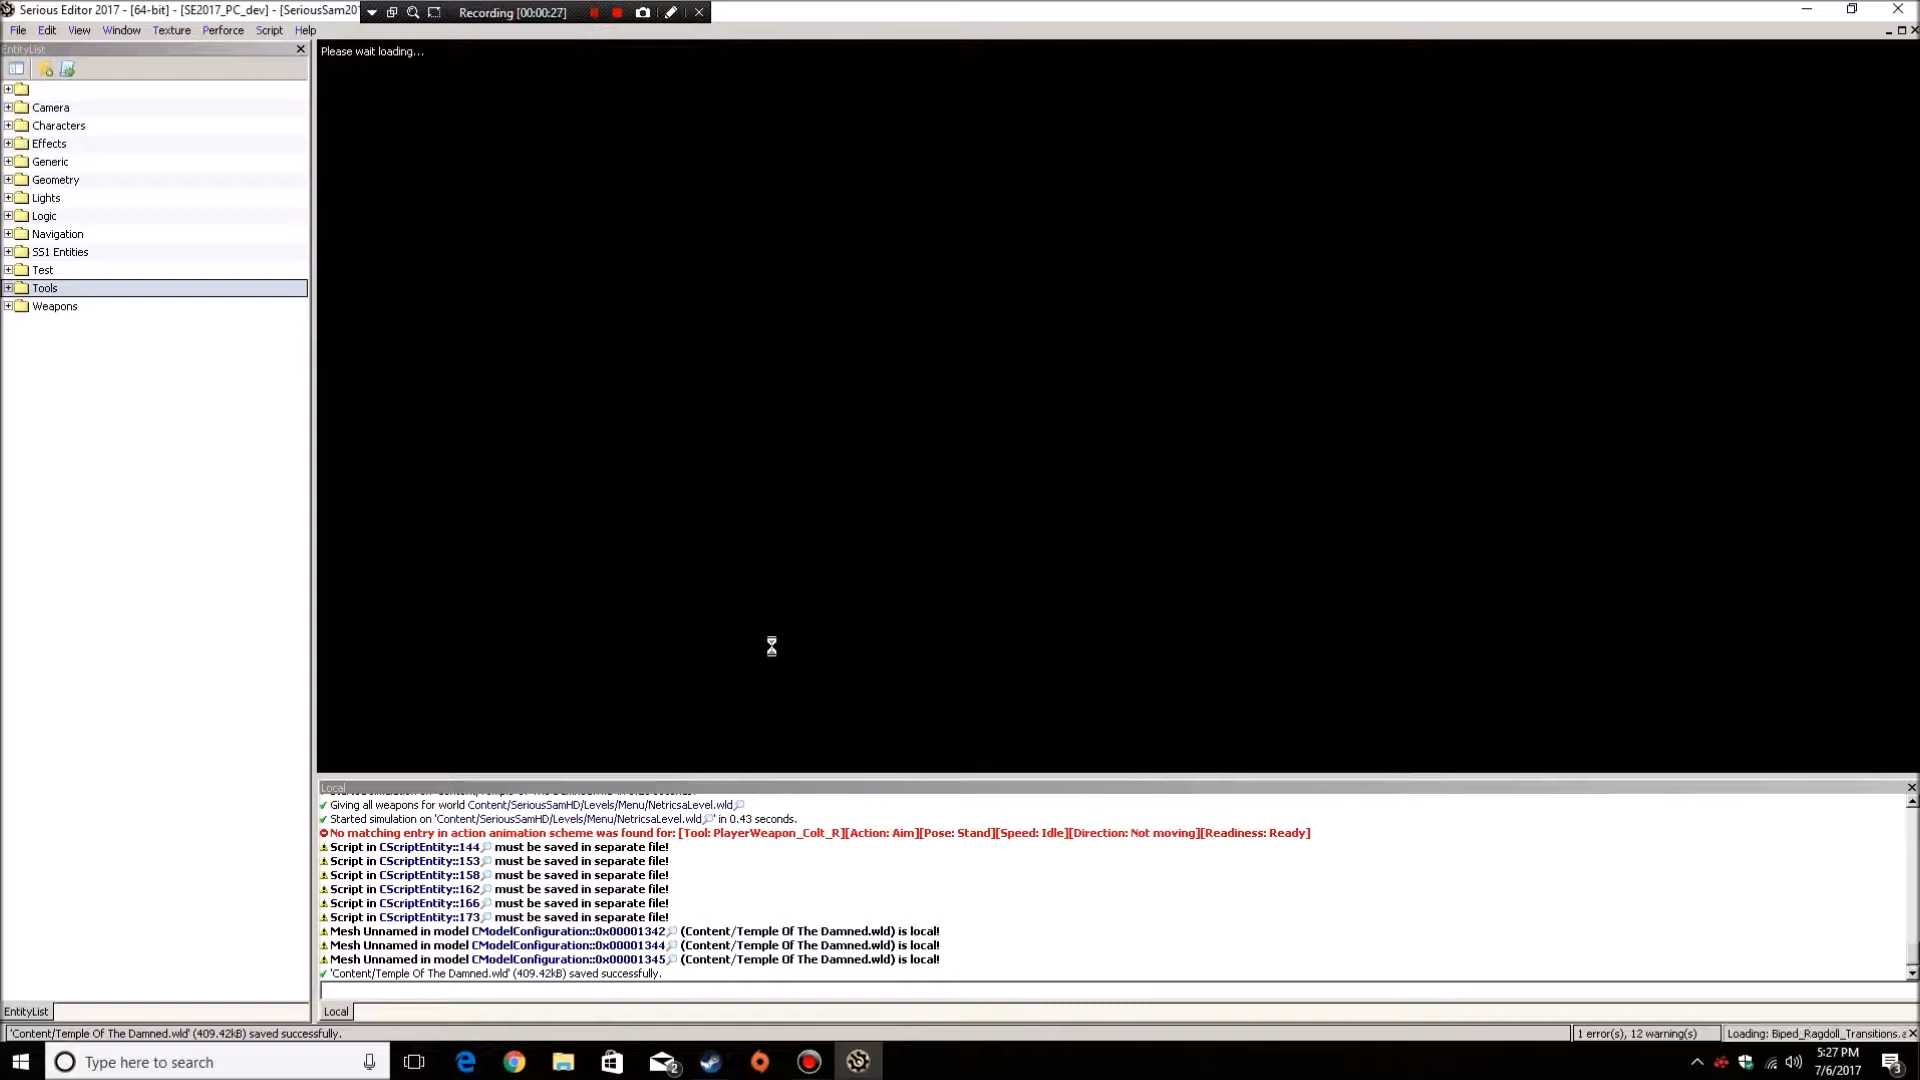 Serious Editor 2017 - [64-bit] - [SE2017_PC_dev] - [SeriousSam20
Recording [00:00:27]
File Edit View Window Texture Perforce Script Help
EntityList
Please wait loading...
Camera
Characters
Effects
Generic
Geometry
Lights
Logic
Navigation
SS1 Entities
Test
Tools
Weapons
Local
Giving all weapons for world Content/SeriousSamHD/Levels/Menu/NetricsaLevel.wld
Started simulation on 'Content/SeriousSamHD/Levels/Menu/NetricsaLevel.wld' in 0.43 seconds.
No matching entry in action animation scheme was found for: [Tool: PlayerWeapon_Colt_R][Action: Aim][Pose: Stand][Speed: Idle][Direction: Not moving][Readiness: Ready]
Script in CScriptEntity::144 must be saved in separate file!
Script in CScriptEntity::153 must be saved in separate file!
Script in CScriptEntity::158 must be saved in separate file!
Script in CScriptEntity::162 must be saved in separate file!
Script in CScriptEntity::166 must be saved in separate file!
Script in CScriptEntity::173 must be saved in separate file!
Mesh Unnamed in model CModelConfiguration::0x00001342 (Content/Temple Of The Damned.wld) is local!
Mesh Unnamed in model CModelConfiguration::0x00001344 (Content/Temple Of The Damned.wld) is local!
Mesh Unnamed in model CModelConfiguration::0x00001345 (Content/Temple Of The Damned.wld) is local!
'Content/Temple Of The Damned.wld' (409.42kB) saved successfully.
EntityList
Local
'Content/Temple Of The Damned.wld' (409.42kB) saved successfully.
1 error(s), 12 warning(s)
Loading: Biped_Ragdoll_Transitions.a
Type here to search
2
5:27 PM
7/6/2017
3